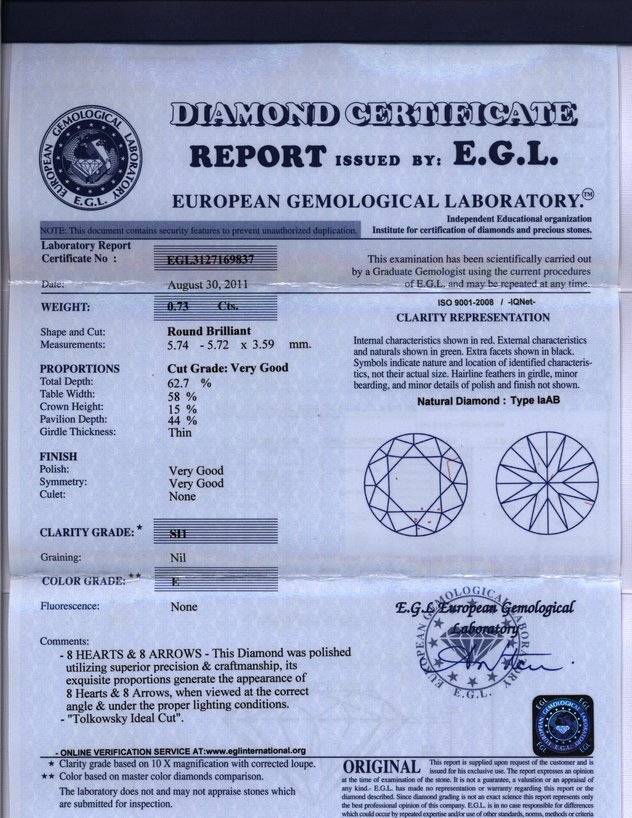 EUROPEAN GEMOLOGICAL LABORATORY
E.G.L.
DIAMOND CERTIFICATE
REPORT ISSUED BY: E.G.L.
EUROPEAN GEMOLOGICAL LABORATORY.™
Independent Educational organization
NOTE: This document contains security features to prevent unauthorized duplication.
Institute for certification of diamonds and precious stones.
Laboratory Report
Certificate No : EGL3127169837
Date: August 30, 2011
WEIGHT: 0.73 Cts.
Shape and Cut: Round Brilliant
Measurements: 5.74 - 5.72 x 3.59 mm.
PROPORTIONS Cut Grade: Very Good
Total Depth: 62.7 %
Table Width: 58 %
Crown Height: 15 %
Pavilion Depth: 44 %
Girdle Thickness: Thin
FINISH
Polish: Very Good
Symmetry: Very Good
Culet: None
CLARITY GRADE: * SI1
Graining: Nil
COLOR GRADE: ** E
Fluorescence: None
Comments:
- 8 HEARTS & 8 ARROWS - This Diamond was polished
utilizing superior precision & craftmanship, its
exquisite proportions generate the appearance of
8 Hearts & 8 Arrows, when viewed at the correct
angle & under the proper lighting conditions.
- "Tolkowsky Ideal Cut".
- ONLINE VERIFICATION SERVICE AT:www.eglinternational.org
* Clarity grade based on 10 X magnification with corrected loupe.
** Color based on master color diamonds comparison.
The laboratory does not and may not appraise stones which
are submitted for inspection.
This examination has been scientifically carried out
by a Graduate Gemologist using the current procedures
of E.G.L. and may be repeated at any time.
ISO 9001-2008 / -IQNet-
CLARITY REPRESENTATION
Internal characteristics shown in red. External characteristics
and naturals shown in green. Extra facets shown in black.
Symbols indicate nature and location of identified characteris-
tics, not their actual size. Hairline feathers in girdle, minor
bearding, and minor details of polish and finish not shown.
Natural Diamond : Type IaAB
E.G.L European Gemological
Laboratory
EUROPEAN GEMOLOGICAL LABORATORY
E.G.L.
EGL
E.G.L.
ORIGINAL This report is supplied upon request of the customer and is
issued for his exclusive use. The report expresses an opinion
at the time of examination of the stone. It is not a guarantee, a valuation or an appraisal of
any kind.- E.G.L. has made no representation or warranty regarding this report or the
diamond described. Since diamond grading is not an exact science this report represents only
the best professional opinion of this company. E.G.L. is in no case responsible for differences
which could occur by repeated expertise and/or use of other standards, norms, methods or criteria